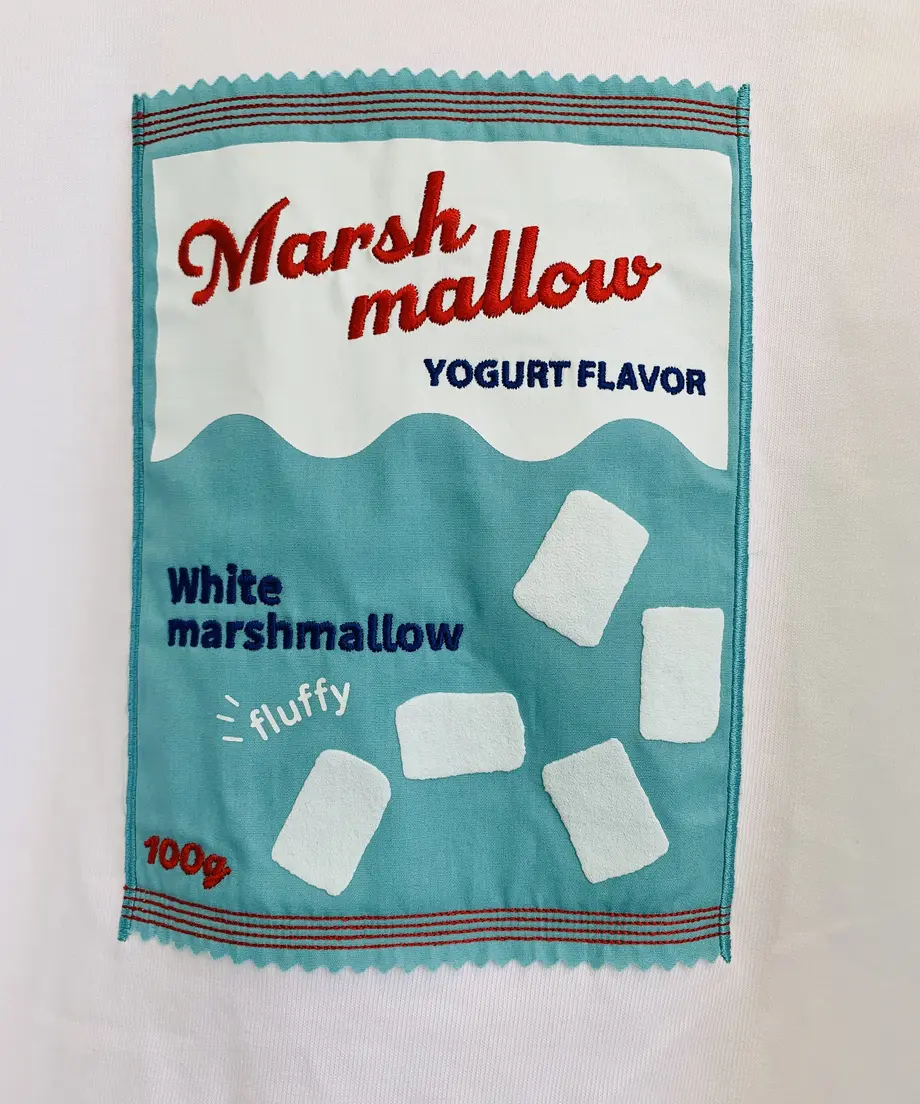 Marsh
mallow
YOGURT FLAVOR
White
marshmallow
fluffy
100g